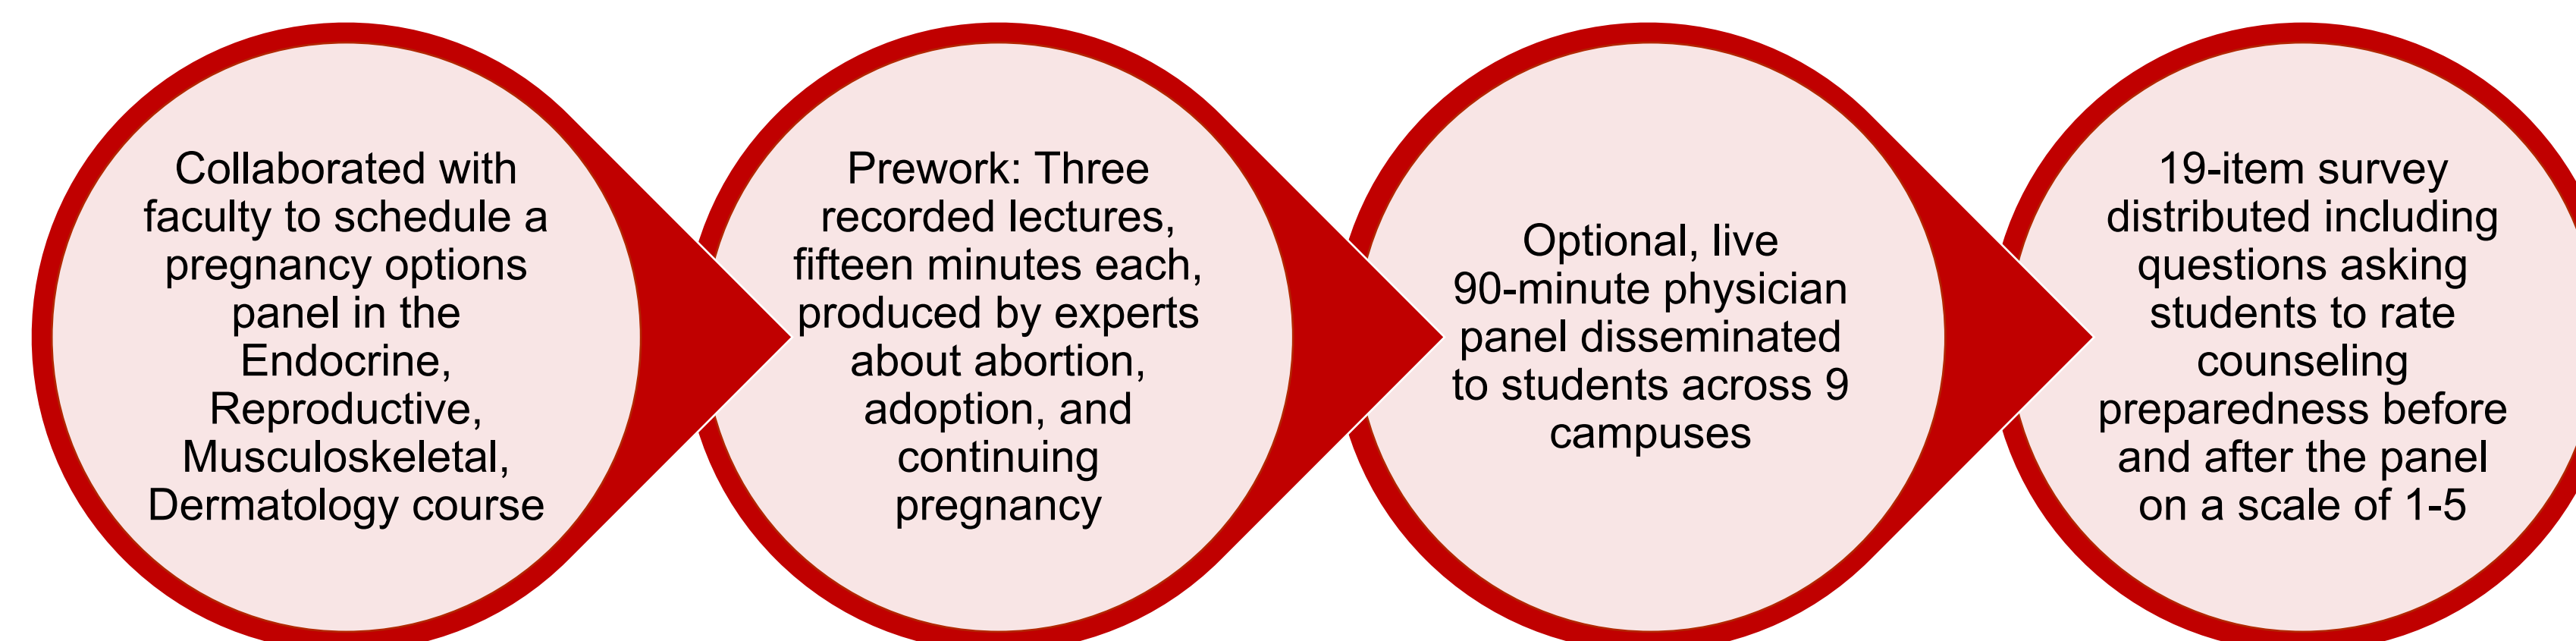 Collaborated with
faculty to schedule a
pregnancy options
panel in the
Endocrine,
Reproductive,
Musculoskeletal,
Dermatology course
Prework: Three
recorded lectures,
fifteen minutes each,
produced by experts
about abortion,
adoption, and
continuing
pregnancy
Optional, live
90-minute physician
panel disseminated
to students across 9
campuses
19-item survey
distributed including
questions asking
students to rate
counseling
preparedness before
and after the panel
on a scale of 1-5